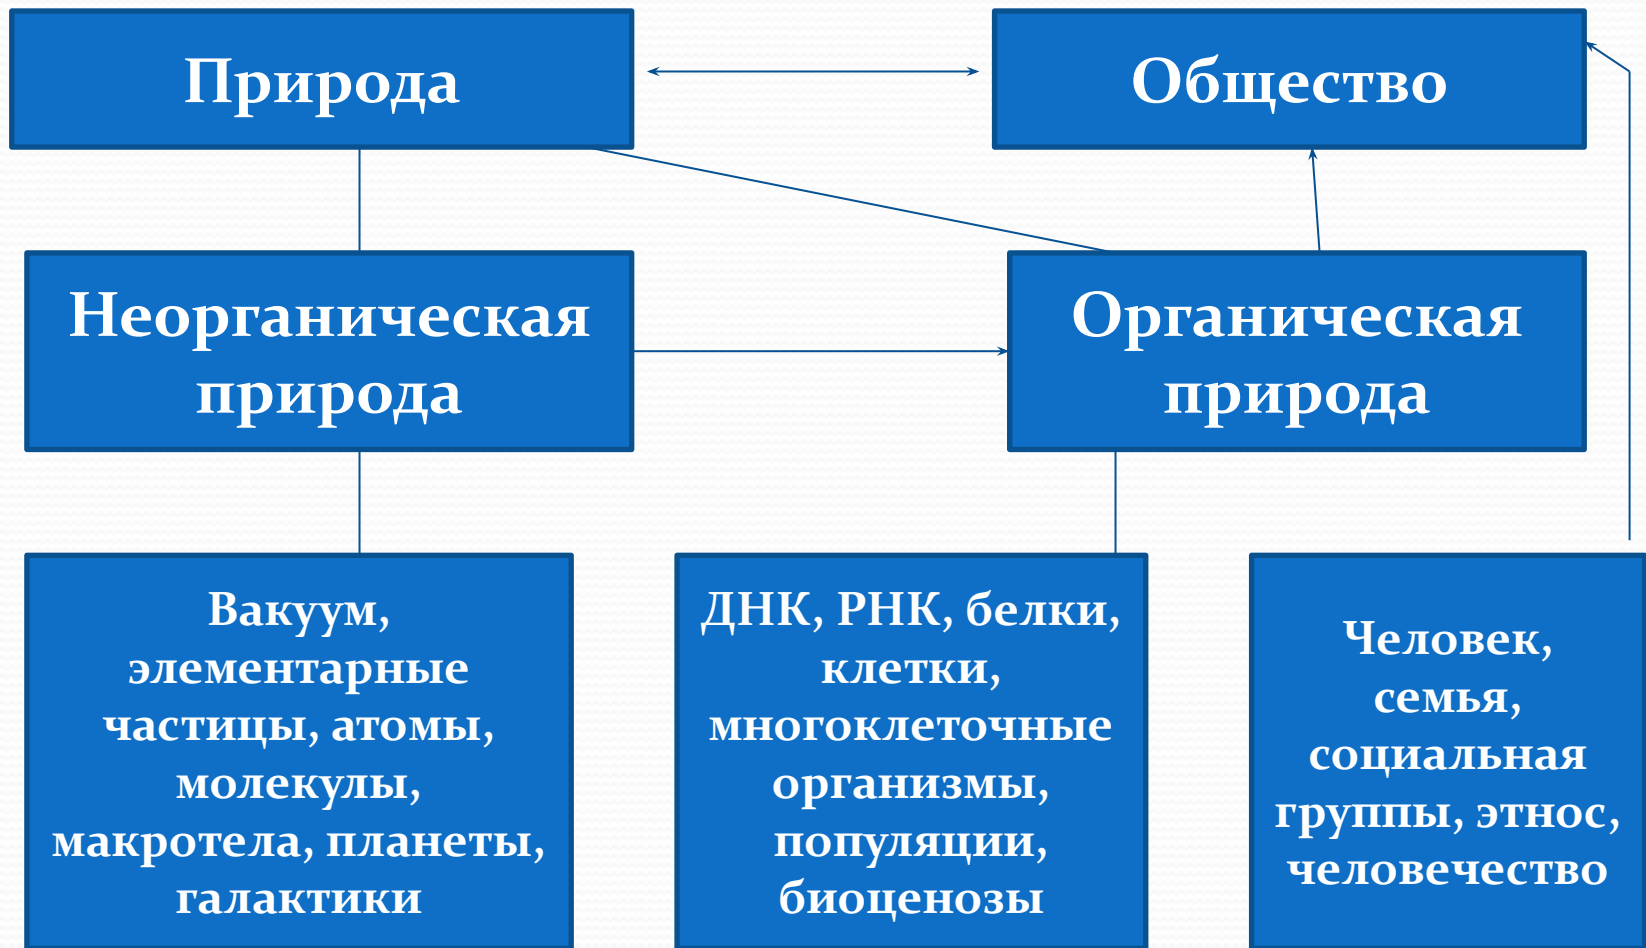 Природа
Общество
Неорганическая
природа
Органическая
природа
Вакуум,
элементарные
частицы, атомы,
молекулы,
макротела, планеты,
галактики
ДНК, РНК, белки,
клетки,
многоклеточные
организмы,
популяции,
биоценозы
Человек,
семья,
социальная
группы, этнос,
человечество